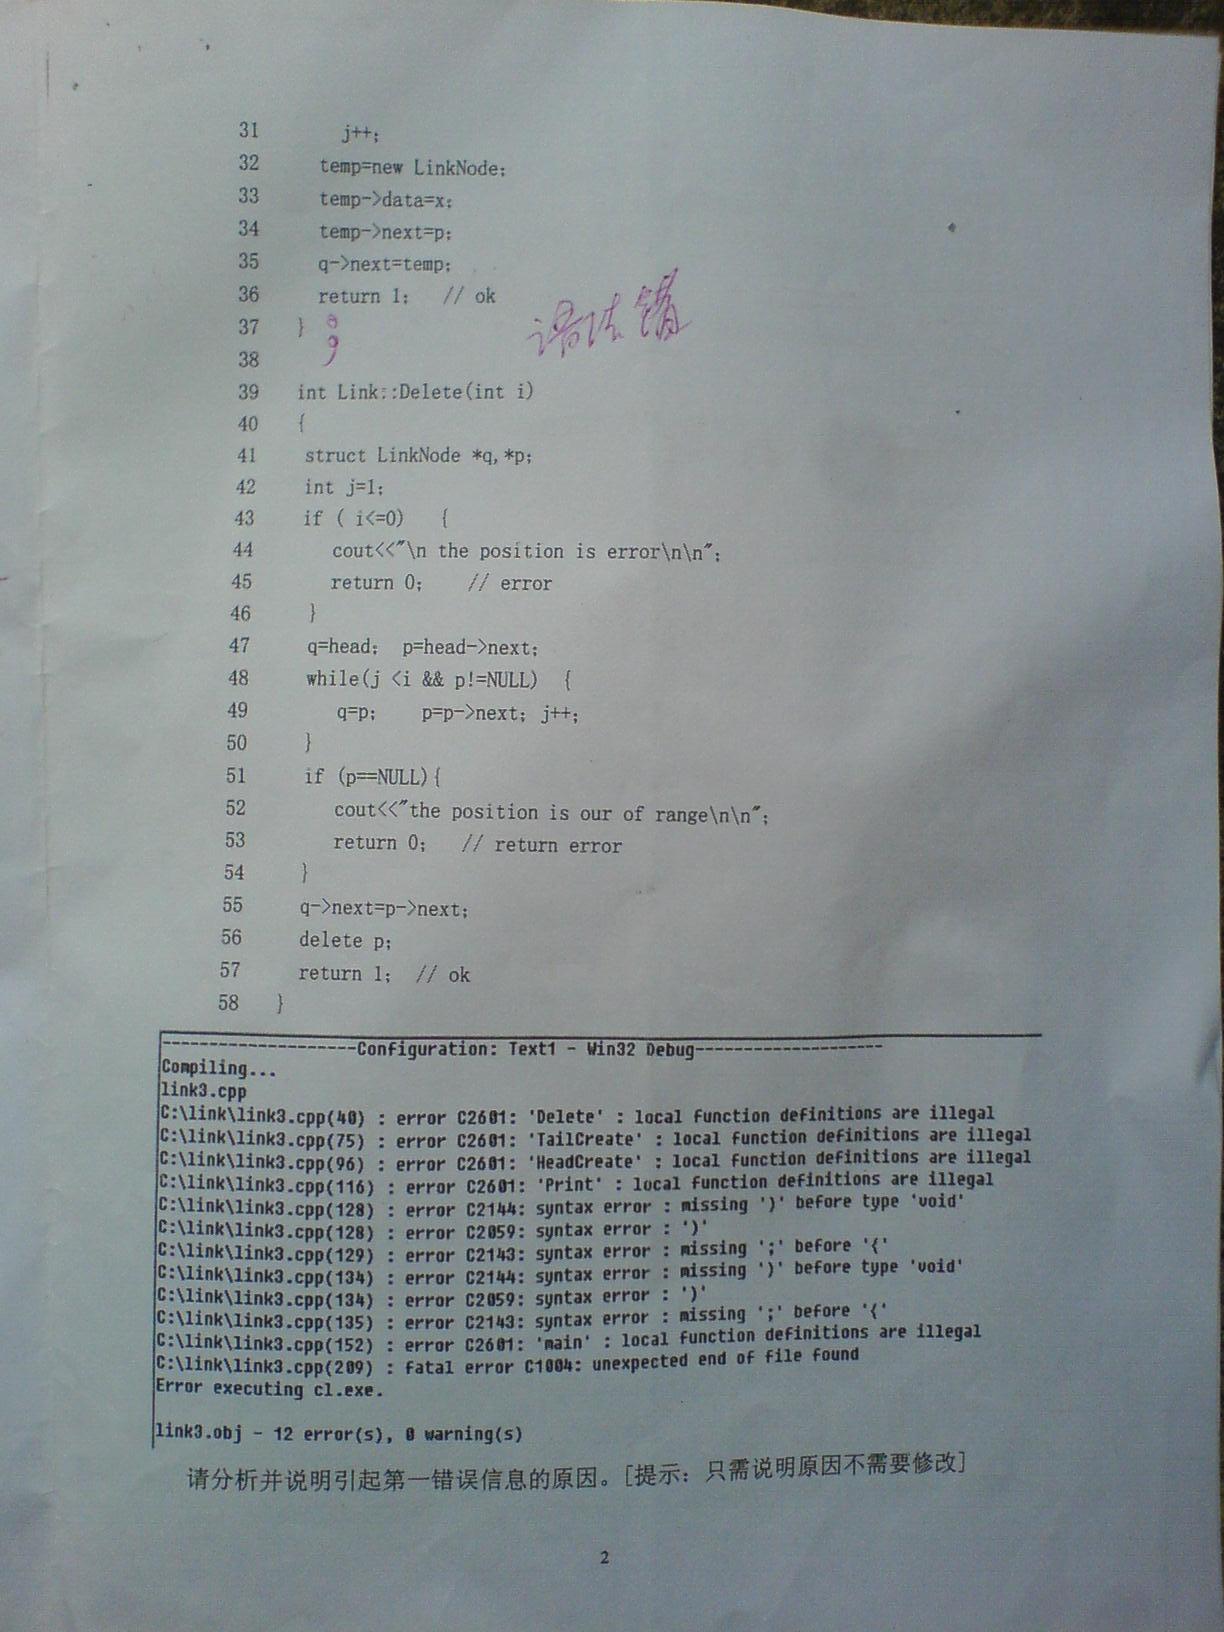 31 j++;
32 temp=new LinkNode;
33 temp->data=x;
34 temp->next=p;
35 q->next=temp;
36 return 1; // ok
37 } ;
语法错
38
39 int Link::Delete(int i)
40 {
41 struct LinkNode *q,*p;
42 int j=1;
43 if ( i<=0) {
44 cout<<"\n the position is error\n\n";
45 return 0; // error
46 }
47 q=head; p=head->next;
48 while(j <i && p!=NULL) {
49 q=p; p=p->next; j++;
50 }
51 if (p==NULL){
52 cout<<"the position is our of range\n\n";
53 return 0; // return error
54 }
55 q->next=p->next;
56 delete p;
57 return 1; // ok
58 }
--------------------Configuration: Text1 - Win32 Debug--------------------
Compiling...
link3.cpp
C:\link\link3.cpp(40) : error C2601: 'Delete' : local function definitions are illegal
C:\link\link3.cpp(75) : error C2601: 'TailCreate' : local function definitions are illegal
C:\link\link3.cpp(96) : error C2601: 'HeadCreate' : local function definitions are illegal
C:\link\link3.cpp(116) : error C2601: 'Print' : local function definitions are illegal
C:\link\link3.cpp(128) : error C2144: syntax error : missing ')' before type 'void'
C:\link\link3.cpp(128) : error C2059: syntax error : ')'
C:\link\link3.cpp(129) : error C2143: syntax error : missing ';' before '{'
C:\link\link3.cpp(134) : error C2144: syntax error : missing ')' before type 'void'
C:\link\link3.cpp(134) : error C2059: syntax error : ')'
C:\link\link3.cpp(135) : error C2143: syntax error : missing ';' before '{'
C:\link\link3.cpp(152) : error C2601: 'main' : local function definitions are illegal
C:\link\link3.cpp(209) : fatal error C1004: unexpected end of file found
Error executing cl.exe.
link3.obj - 12 error(s), 0 warning(s)
请分析并说明引起第一错误信息的原因。[提示：只需说明原因不需要修改]
2